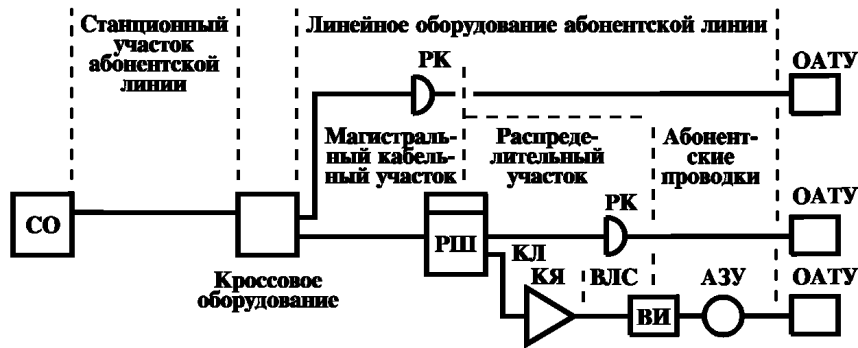 Станционный
участок
абонентской
линии
Линейное оборудование абонентской линии
РК
ОАТУ
Магистраль-
ный кабель-
ный участок
Распреде-
лительный
участок
Абонент-
ские
проводки
СО
РШ
РК
ОАТУ
Кроссовое
оборудование
КЛ
КЯ
ВЛС
АЗУ
ОАТУ
ВИ